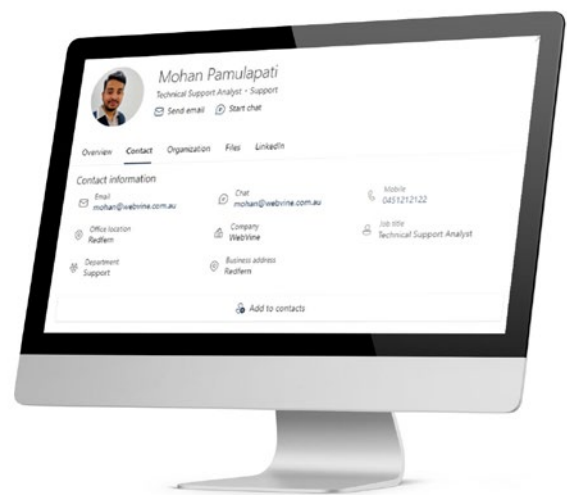 Mohan Pamulapati
Technical Support Analyst • Support
Send email Start chat
Overview Contact Organization Files LinkedIn
Contact information
Email Chat Mobile
mohan@webvine.com.au mohan@webvine.com.au 0451212122
Office location Company Job title
Redfern WebVine Technical Support Analyst
Department Business address
Support Redfern
Add to contacts